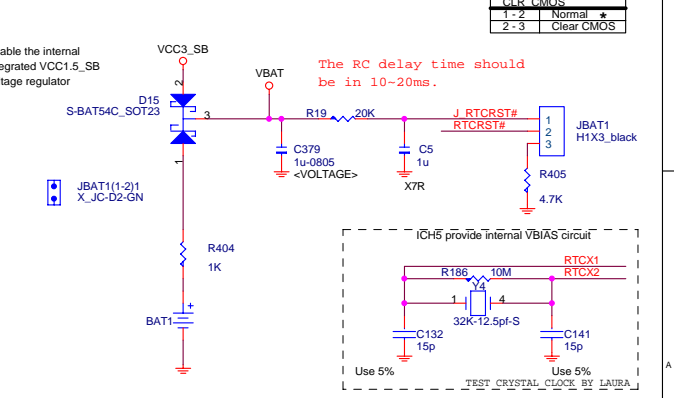 CLR_CMOS
1 - 2 Normal ★
2 - 3 Clear CMOS
able the internal
egrated VCC1.5_SB
tage regulator
VCC3_SB
The RC delay time should
be in 10~20ms.
VBAT
2
D15
S-BAT54C_SOT23
3
1
R19 20K
J_RTCRST#
RTCRST#
1
2
3
JBAT1
H1X3_black
C379
1u-0805
<VOLTAGE>
C5
1u
X7R
R405
4.7K
JBAT1(1-2)1
X_JC-D2-GN
R404
1K
BAT1
+
ICH5 provide internal VBIAS circuit
RTCX1
RTCX2
R186 10M
Y4
1 4
32K-12.5pf-S
C132
15p
C141
15p
Use 5% Use 5%
TEST CRYSTAL CLOCK BY LAURA
A